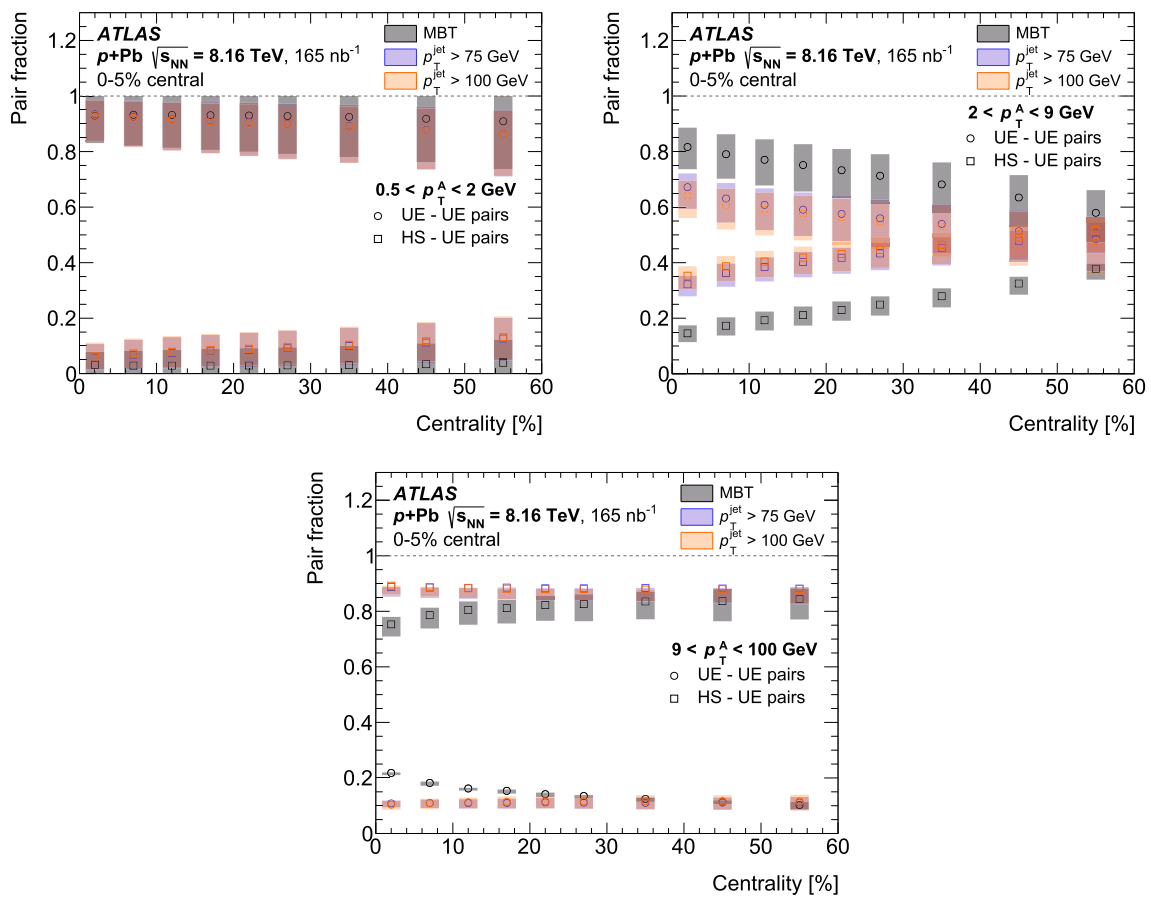 Pair fraction
1.2
1
0.8
0.6
0.4
0.2
0
0 10 20 30 40 50 60
Centrality [%]
ATLAS
p+Pb √sNN = 8.16 TeV, 165 nb⁻¹
0-5% central
MBT
pTjet > 75 GeV
pTjet > 100 GeV
0.5 < pTA < 2 GeV
UE - UE pairs
HS - UE pairs
Pair fraction
1.2
1
0.8
0.6
0.4
0.2
0
0 10 20 30 40 50 60
Centrality [%]
ATLAS
p+Pb √sNN = 8.16 TeV, 165 nb⁻¹
0-5% central
MBT
pTjet > 75 GeV
pTjet > 100 GeV
2 < pTA < 9 GeV
UE - UE pairs
HS - UE pairs
Pair fraction
1.2
1
0.8
0.6
0.4
0.2
0
0 10 20 30 40 50 60
Centrality [%]
ATLAS
p+Pb √sNN = 8.16 TeV, 165 nb⁻¹
0-5% central
MBT
pTjet > 75 GeV
pTjet > 100 GeV
9 < pTA < 100 GeV
UE - UE pairs
HS - UE pairs